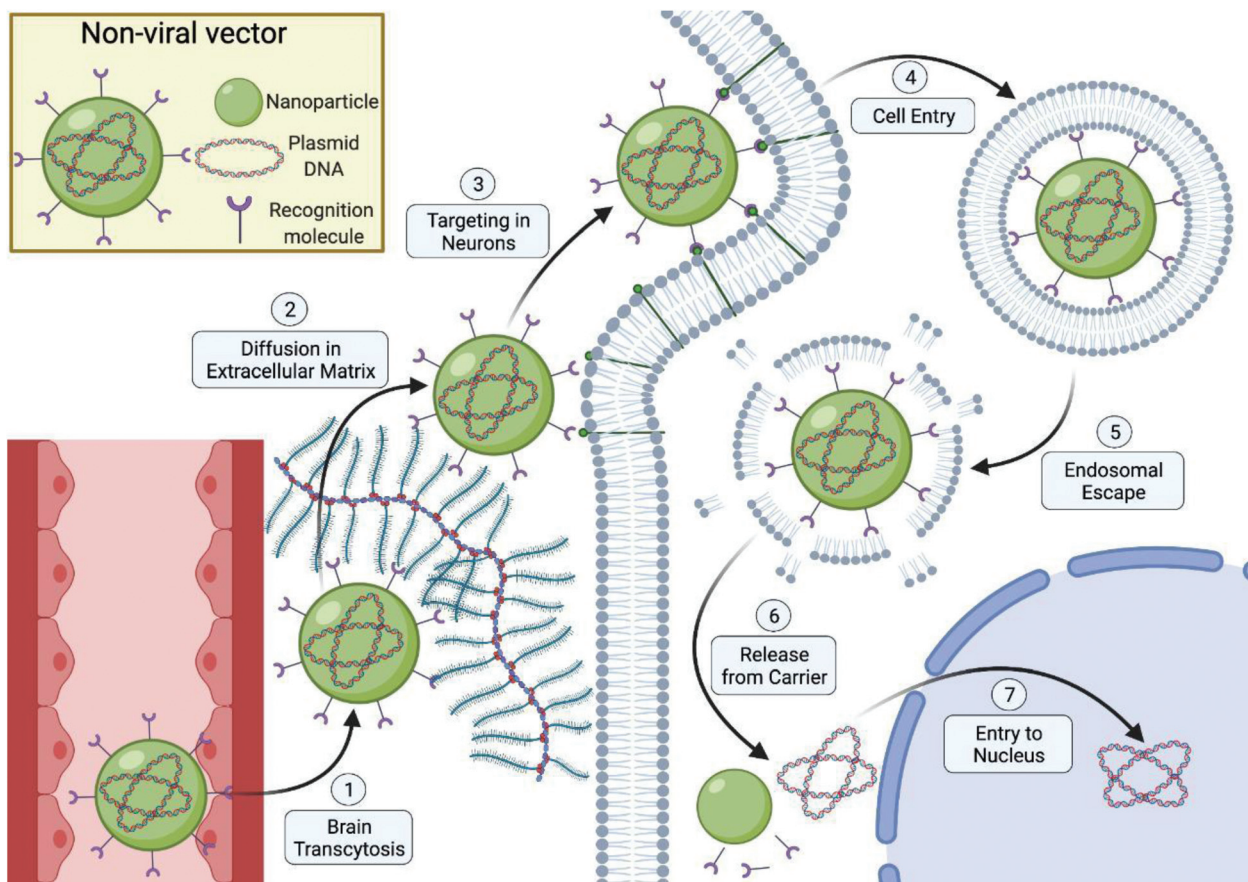 Non-viral vector
Nanoparticle
Plasmid
DNA
Recognition
molecule
1
Brain
Transcytosis
2
Diffusion in
Extracellular Matrix
3
Targeting in
Neurons
4
Cell Entry
5
Endosomal
Escape
6
Release
from Carrier
7
Entry to
Nucleus